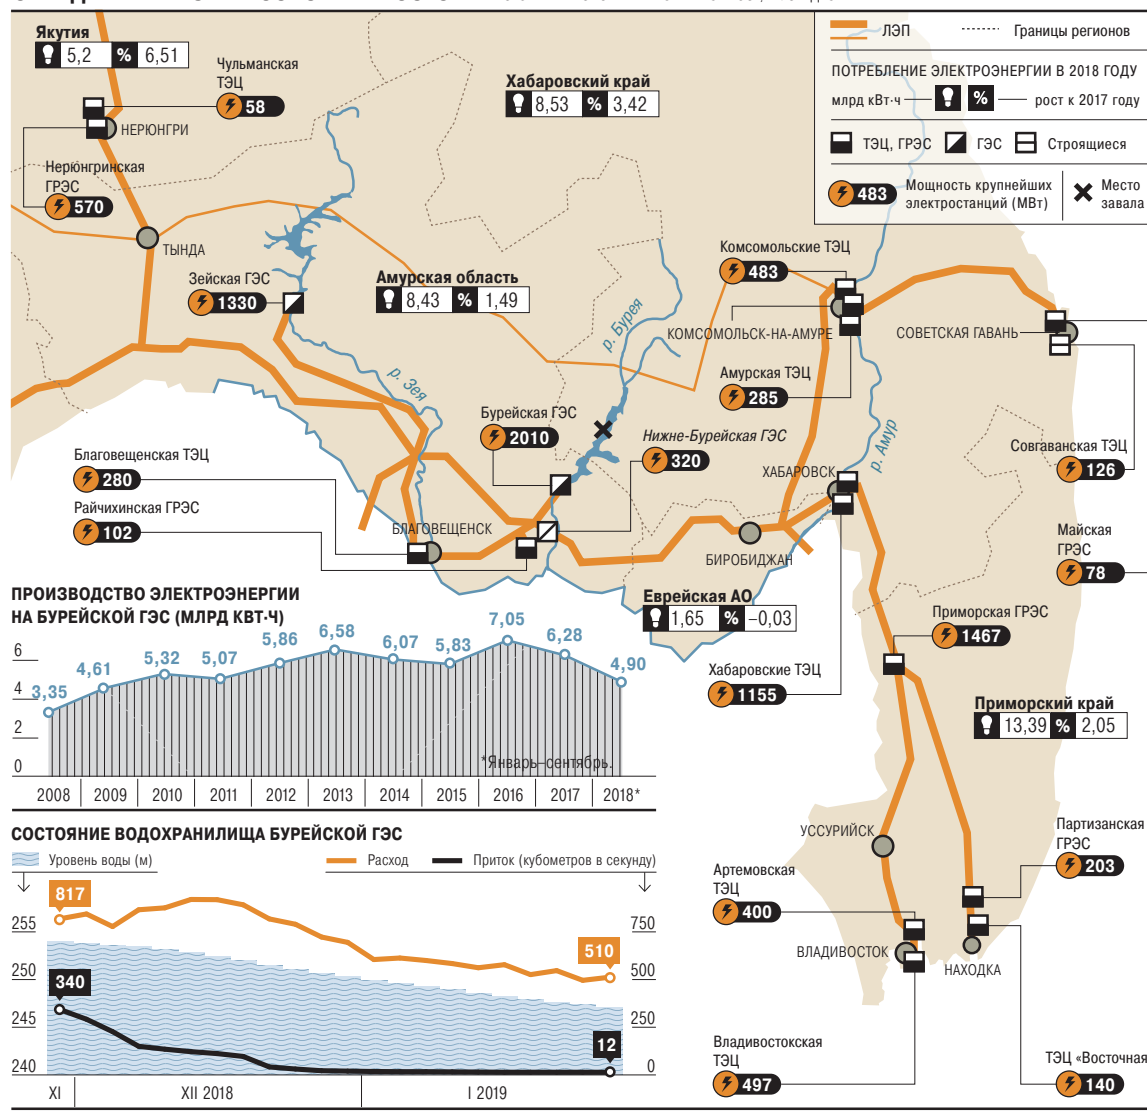 Якутия
5,2 % 6,51
Чульманская
ТЭЦ
58
НЕРЮНГРИ
Нерюнгринская
ГРЭС
570
ТЫНДА
Хабаровский край
8,53 % 3,42
ЛЭП
Границы регионов
ПОТРЕБЛЕНИЕ ЭЛЕКТРОЭНЕРГИИ В 2018 ГОДУ
млрд кВт·ч % рост к 2017 году
ТЭЦ, ГРЭС ГЭС Строящиеся
483 Мощность крупнейших
электростанций (МВт)
Место
завала
Зейская ГЭС
1330
Амурская область
8,43 % 1,49
р. Бурея
р. Зея
Комсомольские ТЭЦ
483
КОМСОМОЛЬСК-НА-АМУРЕ
СОВЕТСКАЯ ГАВАНЬ
Амурская ТЭЦ
285
Бурейская ГЭС
2010
Нижне-Бурейская ГЭС
320
р. Амур
ХАБАРОВСК
Совгаванская ТЭЦ
126
Благовещенская ТЭЦ
280
Райчихинская ГРЭС
102
БЛАГОВЕЩЕНСК
БИРОБИДЖАН
Майская
ГРЭС
78
Еврейская АО
1,65 % –0,03
Приморская ГРЭС
1467
Хабаровские ТЭЦ
1155
Приморский край
13,39 % 2,05
УССУРИЙСК
Партизанская
ГРЭС
203
Артемовская
ТЭЦ
400
ВЛАДИВОСТОК
НАХОДКА
Владивостокская
ТЭЦ
497
ТЭЦ «Восточная
140
ПРОИЗВОДСТВО ЭЛЕКТРОЭНЕРГИИ
НА БУРЕЙСКОЙ ГЭС (МЛРД КВТ·Ч)
6
4
2
0
3,35 4,61 5,32 5,07 5,86 6,58 6,07 5,83 7,05 6,28 4,90
*Январь–сентябрь.
2008 2009 2010 2011 2012 2013 2014 2015 2016 2017 2018*
СОСТОЯНИЕ ВОДОХРАНИЛИЩА БУРЕЙСКОЙ ГЭС
Уровень воды (м) Расход Приток (кубометров в секунду)
817
510
340
12
255 750
250 500
245 250
240 0
XI XII 2018 I 2019